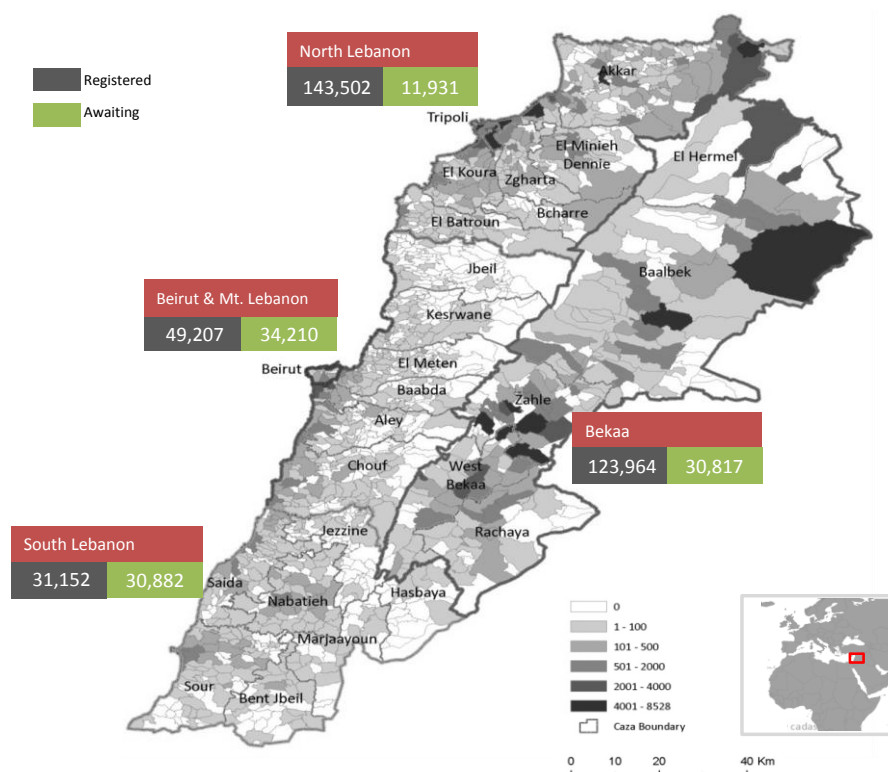 North Lebanon
143,502 11,931
Registered
Awaiting
Akkar
Tripoli
El Minieh
Dennie
El Hermel
El Koura
Zgharta
Bcharre
El Batroun
Jbeil
Baalbek
Beirut & Mt. Lebanon
49,207 34,210
Kesrwane
El Meten
Beirut
Baabda
Zahle
Aley
Bekaa
123,964 30,817
Chouf
West
Bekaa
South Lebanon
31,152 30,882
Jezzine
Rachaya
Saida
Hasbaya
Nabatieh
Marjaayoun
Sour
Bent Jbeil
0
1 - 100
101 - 500
501 - 2000
2001 - 4000
4001 - 8528
Caza Boundary
cadas
0 10 20 40 Km